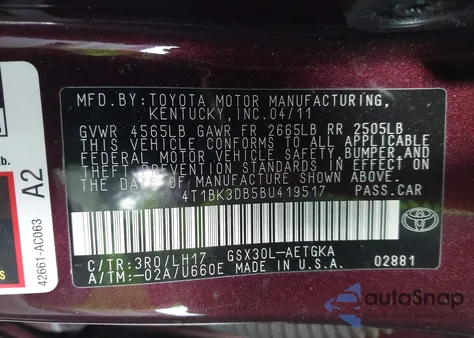 MFD.BY: TOYOTA MOTOR MANUFACTURING,
KENTUCKY, INC. 04/11
GVWR 4565LB GAWR FR 2665LB RR 2505LB
THIS VEHICLE CONFORMS TO ALL APPLICABLE
FEDERAL MOTOR VEHICLE SAFETY, BUMPER AND
THEFT PREVENTION STANDARDS IN EFFECT ON
THE DATE OF MANUFACTURE SHOWN ABOVE.
4T1BK3DB5BU419517 PASS.CAR
C/TR:3R0/LH17 GSX30L-AETGKA
A/TM:-02A/U660E MADE IN U.S.A. 02881
TOYOTA
b.
A2
42661-AC063
s
autoSnap